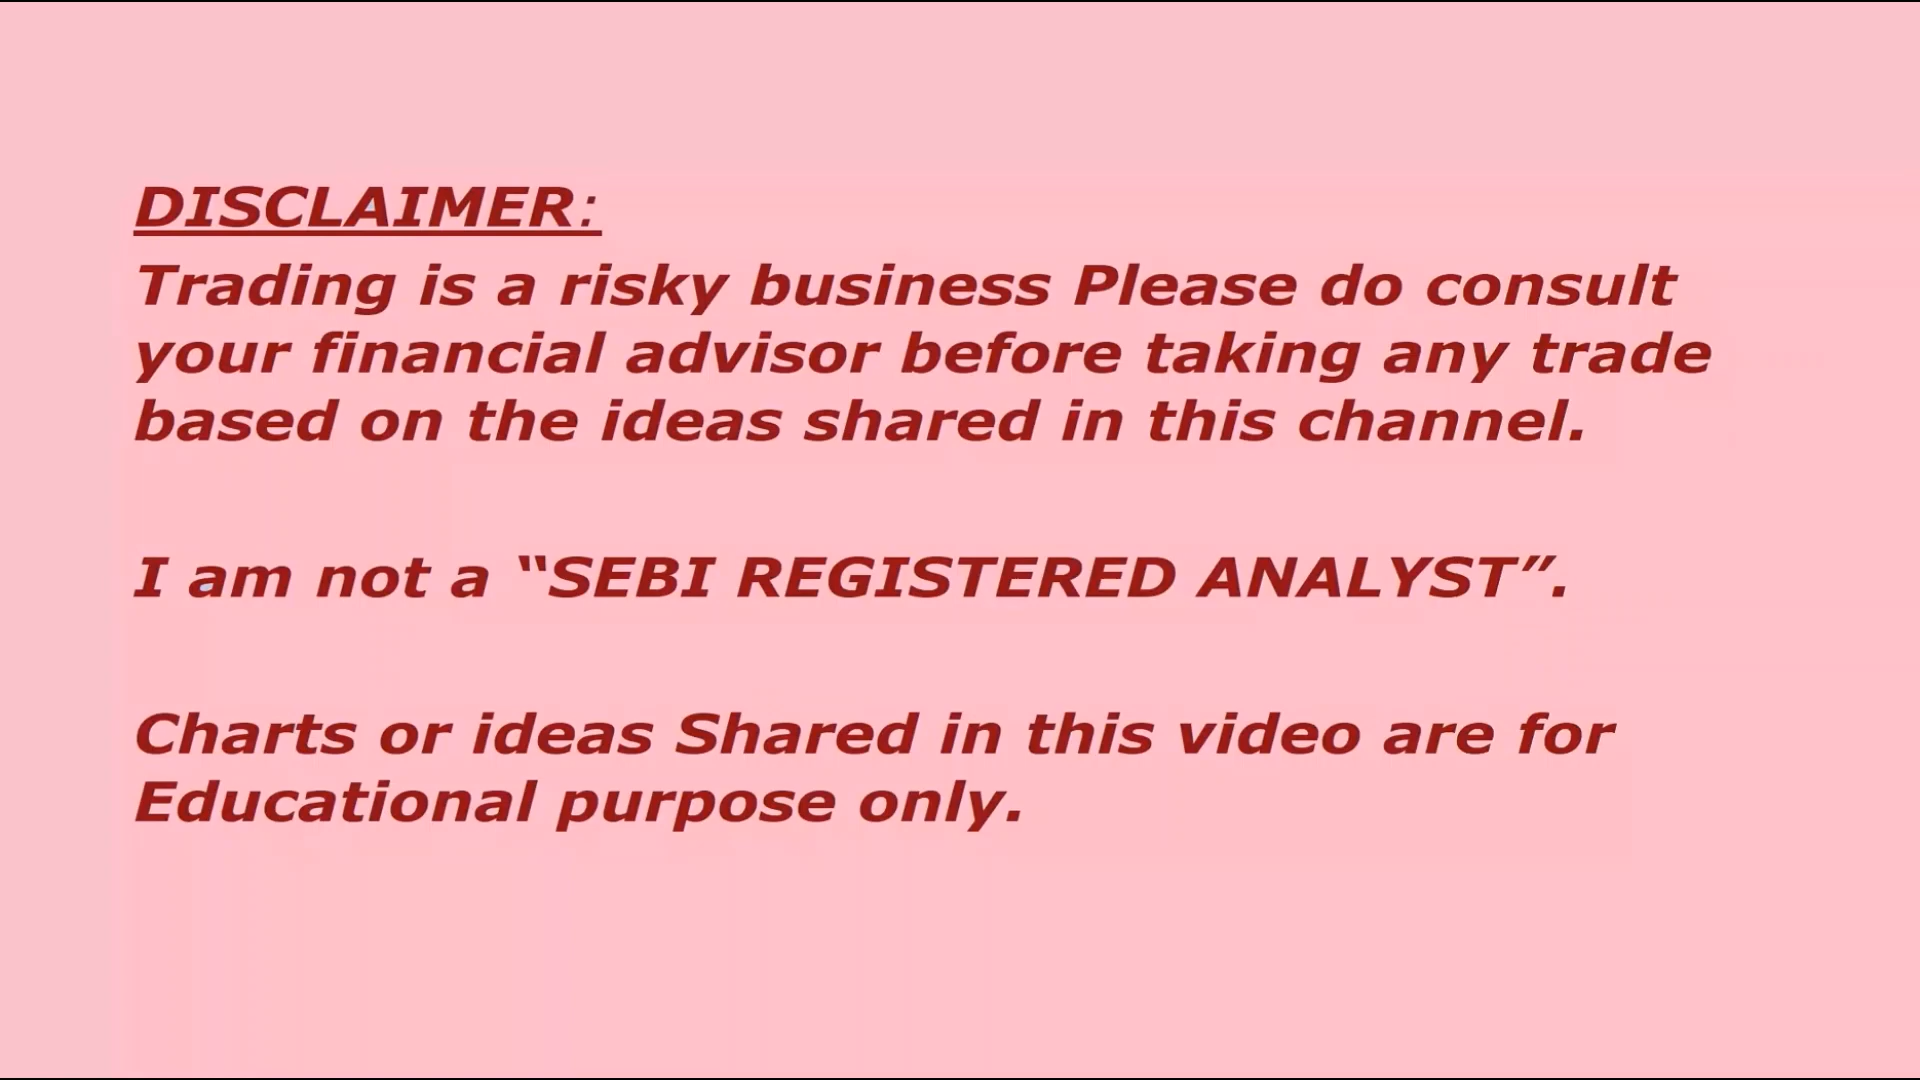 DISCLAIMER:
Trading is a risky business Please do consult
your financial advisor before taking any trade
based on the ideas shared in this channel.
I am not a “SEBI REGISTERED ANALYST”.
Charts or ideas Shared in this video are for
Educational purpose only.